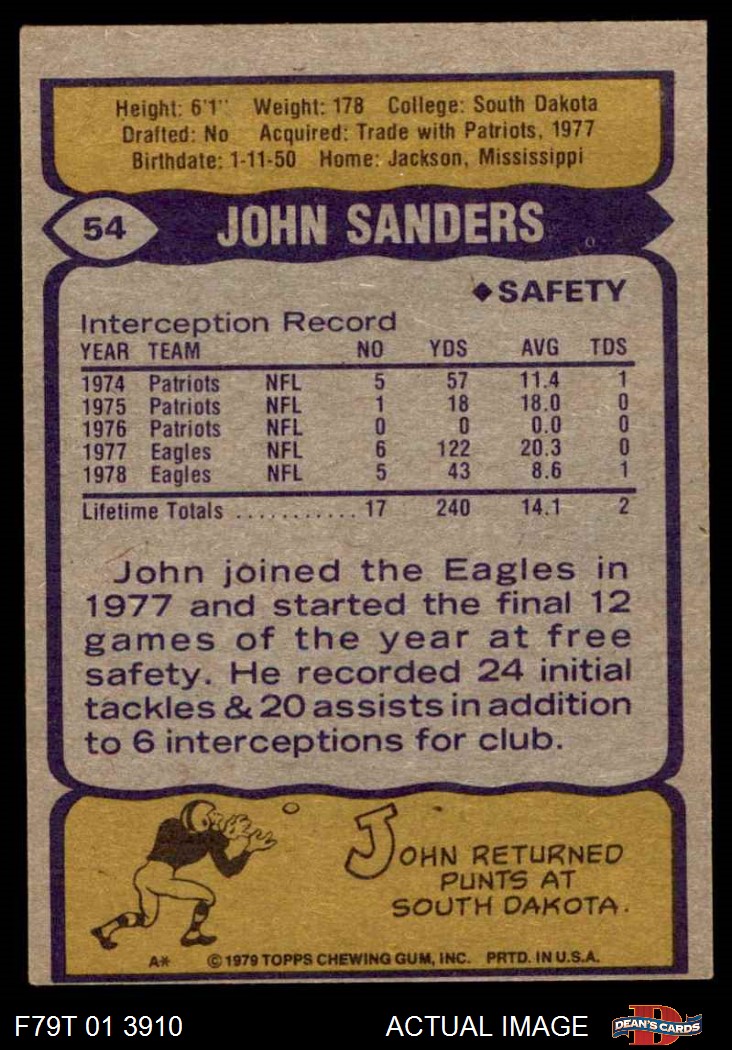 Height: 6'1" Weight: 178 College: South Dakota
Drafted: No Acquired: Trade with Patriots, 1977
Birthdate: 1-11-50 Home: Jackson, Mississippi
54 JOHN SANDERS
◆SAFETY
Interception Record
YEAR TEAM NO YDS AVG TDS
1974 Patriots NFL 5 57 11.4 1
1975 Patriots NFL 1 18 18.0 0
1976 Patriots NFL 0 0 0.0 0
1977 Eagles NFL 6 122 20.3 0
1978 Eagles NFL 5 43 8.6 1
Lifetime Totals ........... 17 240 14.1 2
John joined the Eagles in
1977 and started the final 12
games of the year at free
safety. He recorded 24 initial
tackles & 20 assists in addition
to 6 interceptions for club.
JOHN RETURNED
PUNTS AT
SOUTH DAKOTA.
A* © 1979 TOPPS CHEWING GUM, INC. PRTD. IN U.S.A.
F79T 01 3910 ACTUAL IMAGE D DEAN'S CARDS